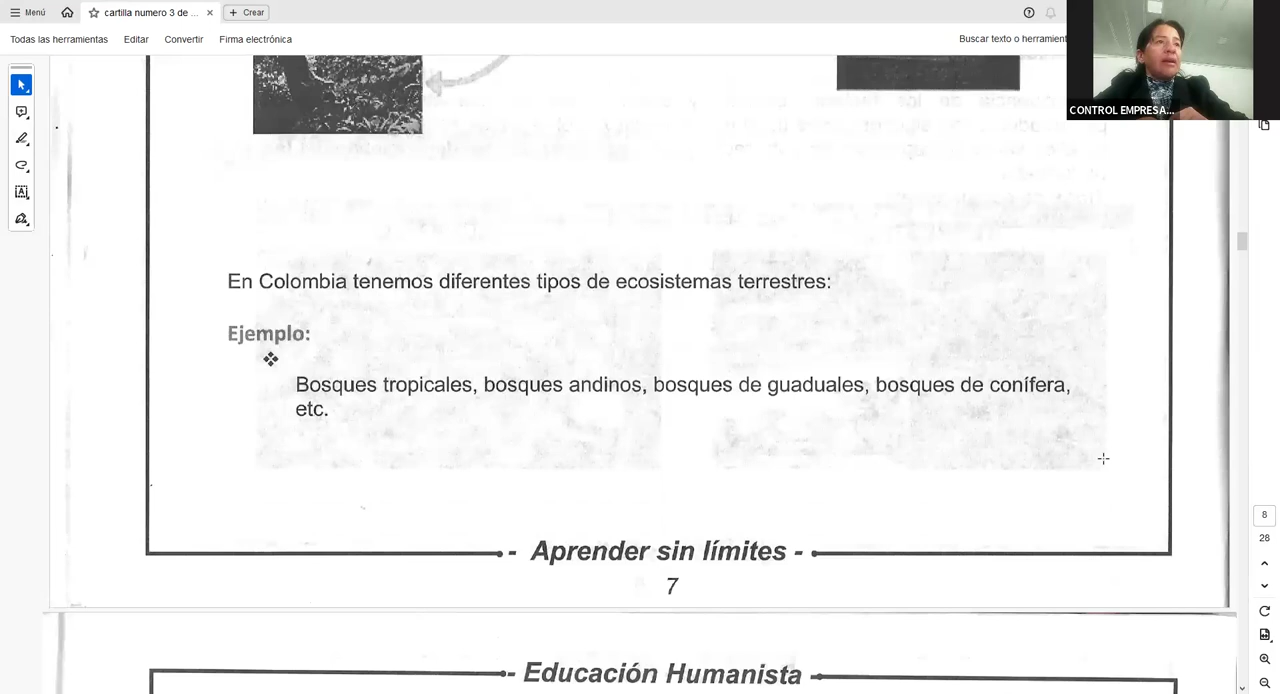 Menú
cartilla numero 3 de ...
Crear
Todas las herramientas
Editar
Convertir
Firma electrónica
Buscar texto o herramient
CONTROL EMPRESA...
En Colombia tenemos diferentes tipos de ecosistemas terrestres:
Ejemplo:
Bosques tropicales, bosques andinos, bosques de guaduales, bosques de conífera,
etc.
- Aprender sin límites -
7
- Educación Humanista
8
28